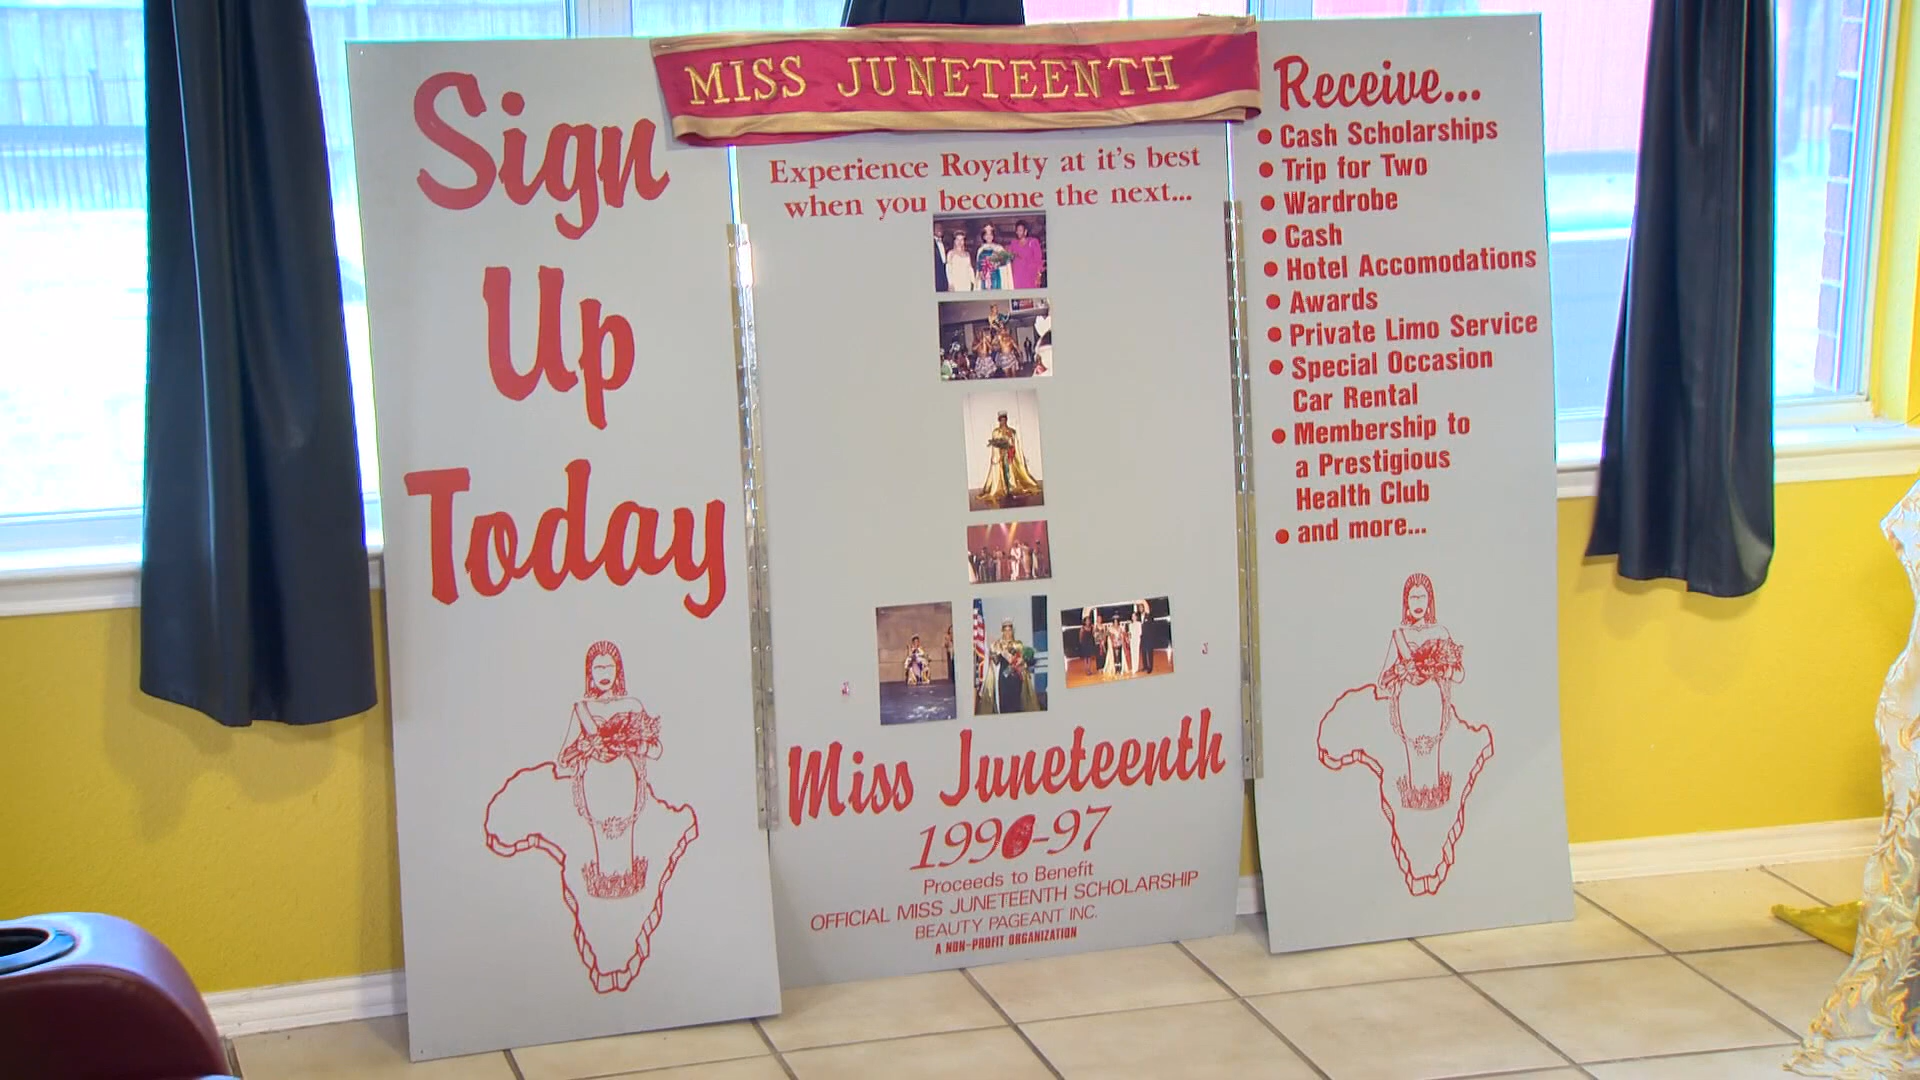 Sign
Up
Today
MISS JUNETEENTH
Experience Royalty at it's best
when you become the next...
Miss Juneteenth
1996-97
Proceeds to Benefit
OFFICIAL MISS JUNETEENTH SCHOLARSHIP
BEAUTY PAGEANT INC.
A NON-PROFIT ORGANIZATION
Receive...
• Cash Scholarships
• Trip for Two
• Wardrobe
• Cash
• Hotel Accomodations
• Awards
• Private Limo Service
• Special Occasion
Car Rental
• Membership to
a Prestigious
Health Club
• and more...